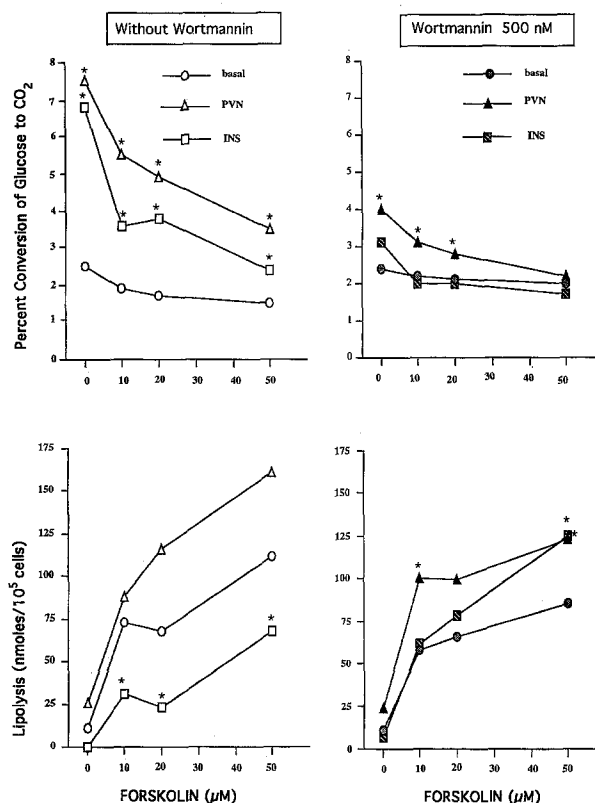 Without Wortmannin
Wortmannin 500 nM
Percent Conversion of Glucose to CO2
8
7
6
5
4
3
2
1
0
* basal
* PVN
INS
* *
* *
* *
0 10 20 30 40 50
8
7
6
5
4
3
2
1
0
basal
PVN
INS
* * *
0 10 20 30 40 50
Lipolysis (nmoles/10⁵ cells)
175
150
125
100
75
50
25
0
* * *
0 10 20 30 40 50
FORSKOLIN (µM)
175
150
125
100
75
50
25
0
* * *
0 10 20 30 40 50
FORSKOLIN (µM)